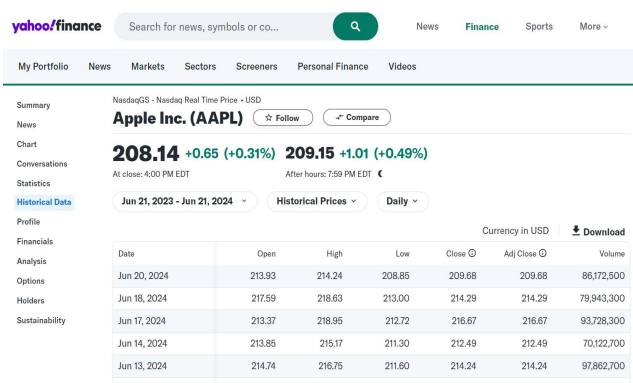 yahoo!finance Search for news, symbols or co... News Finance Sports More
My Portfolio News Markets Sectors Screeners Personal Finance Videos
Summary
News
Chart
Conversations
Statistics
Historical Data
Profile
Financials
Analysis
Options
Holders
Sustainability
NasdaqGS - Nasdaq Real Time Price • USD
Apple Inc. (AAPL) Follow Compare
208.14 +0.65 (+0.31%) 209.15 +1.01 (+0.49%)
At close: 4:00 PM EDT After hours: 7:59 PM EDT
Jun 21, 2023 - Jun 21, 2024 Historical Prices Daily
Currency in USD Download
Date Open High Low Close Adj Close Volume
Jun 20, 2024 213.93 214.24 208.85 209.68 209.68 86,172,500
Jun 18, 2024 217.59 218.63 213.00 214.29 214.29 79,943,300
Jun 17, 2024 213.37 218.95 212.72 216.67 216.67 93,728,300
Jun 14, 2024 213.85 215.17 211.30 212.49 212.49 70,122,700
Jun 13, 2024 214.74 216.75 211.60 214.24 214.24 97,862,700